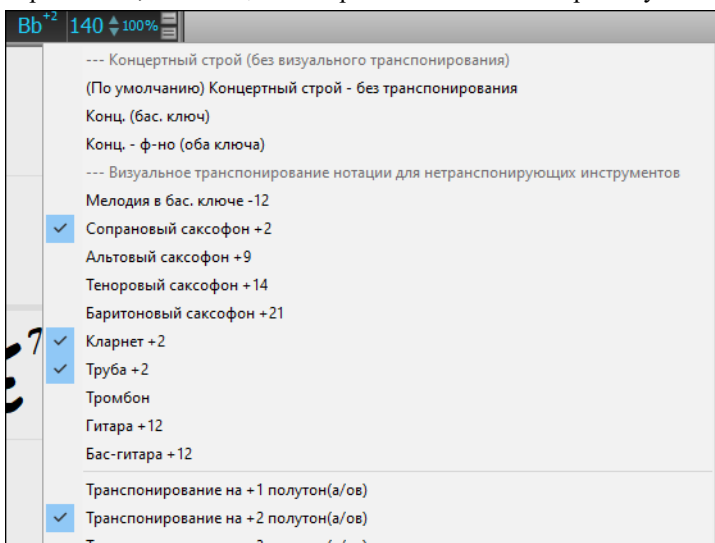 Bb+2 140 100%
--- Концертный строй (без визуального транспонирования)
(По умолчанию) Концертный строй - без транспонирования
Конц. (бас. ключ)
Конц. - ф-но (оба ключа)
--- Визуальное транспонирование нотации для нетранспонирующих инструментов
Мелодия в бас. ключе -12
Сопрановый саксофон +2
Альтовый саксофон +9
Теноровый саксофон +14
Баритоновый саксофон +21
7
Кларнет +2
Труба +2
Тромбон
Гитара +12
Бас-гитара +12
Транспонирование на +1 полутон(а/ов)
Транспонирование на +2 полутон(а/ов)